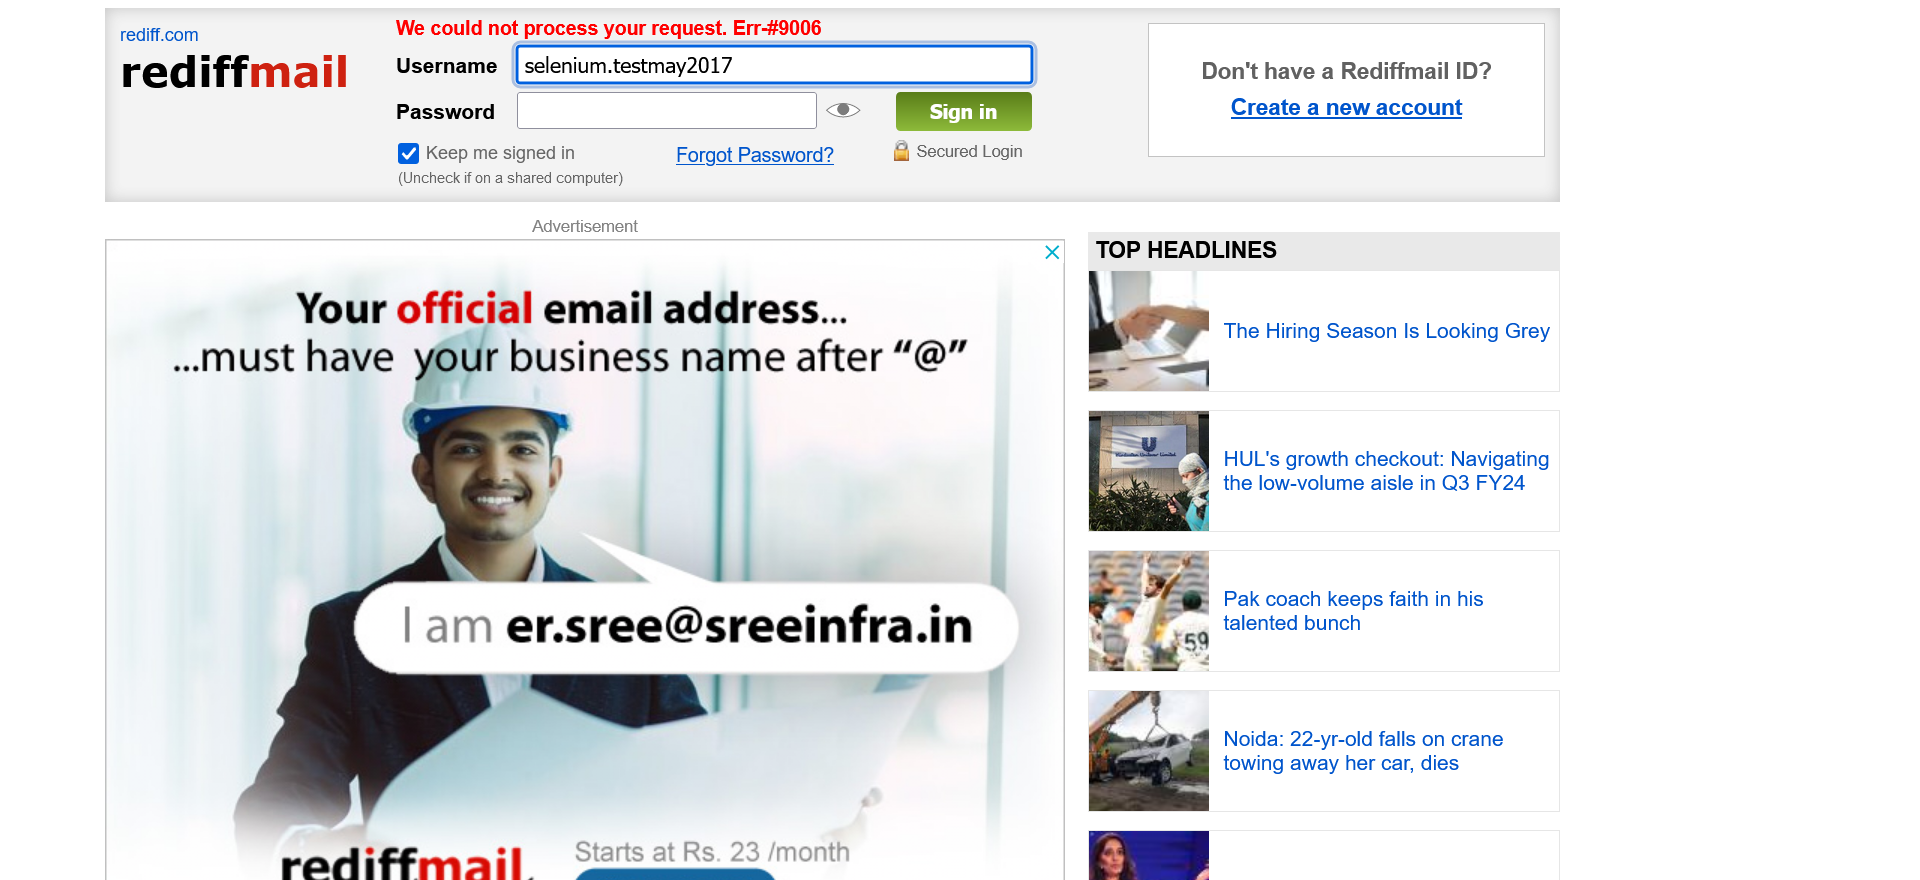 rediff.com
rediffmail
We could not process your request. Err-#9006
Username
selenium.testmay2017
Password
Sign in
Keep me signed in
Forgot Password?
Secured Login
(Uncheck if on a shared computer)
Don't have a Rediffmail ID?
Create a new account
Advertisement
Your official email address...
...must have your business name after “@”
I am er.sree@sreeinfra.in
rediffmail
Starts at Rs. 23 /month
TOP HEADLINES
The Hiring Season Is Looking Grey
HUL's growth checkout: Navigating
the low-volume aisle in Q3 FY24
Pak coach keeps faith in his
talented bunch
59
Noida: 22-yr-old falls on crane
towing away her car, dies